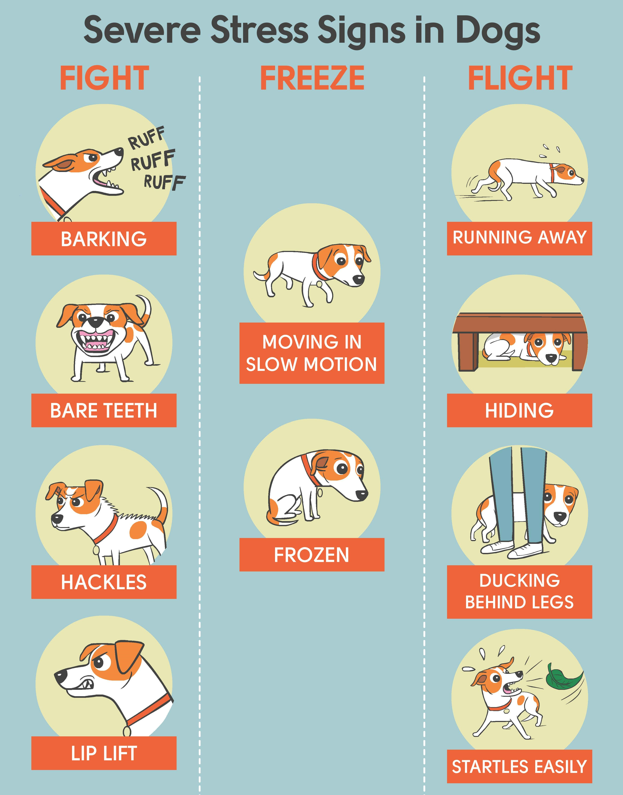 Severe Stress Signs in Dogs
FIGHT
RUFF
RUFF
RUFF
BARKING
BARE TEETH
HACKLES
LIP LIFT
FREEZE
MOVING IN
SLOW MOTION
FROZEN
FLIGHT
RUNNING AWAY
HIDING
DUCKING
BEHIND LEGS
STARTLES EASILY